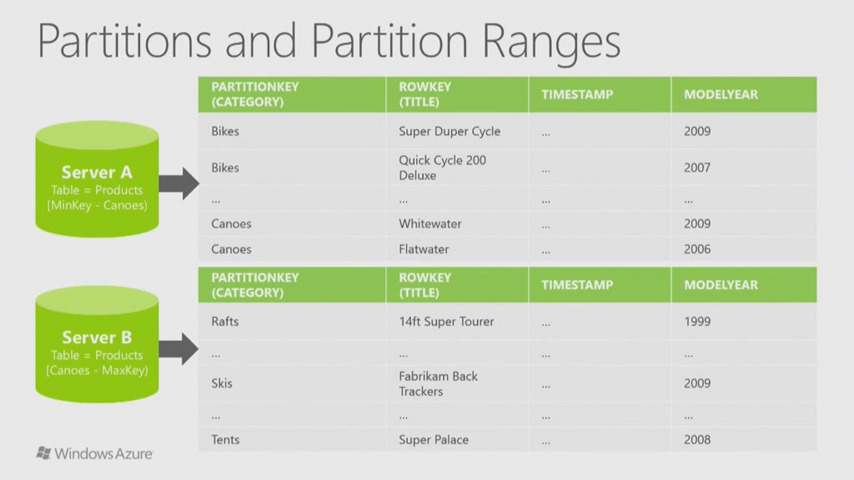 Partitions and Partition Ranges
PARTITIONKEY
(CATEGORY)
ROWKEY
(TITLE)
TIMESTAMP
MODELYEAR
Server A
Table = Products
[MinKey - Canoes)
Bikes
Super Duper Cycle
...
2009
Bikes
Quick Cycle 200
Deluxe
...
2007
...
...
...
...
Canoes
Whitewater
...
2009
Canoes
Flatwater
...
2006
PARTITIONKEY
(CATEGORY)
ROWKEY
(TITLE)
TIMESTAMP
MODELYEAR
Server B
Table = Products
[Canoes - MaxKey)
Rafts
14ft Super Tourer
...
1999
...
...
...
...
Skis
Fabrikam Back
Trackers
...
2009
...
...
...
...
Tents
Super Palace
...
2008
Windows Azure